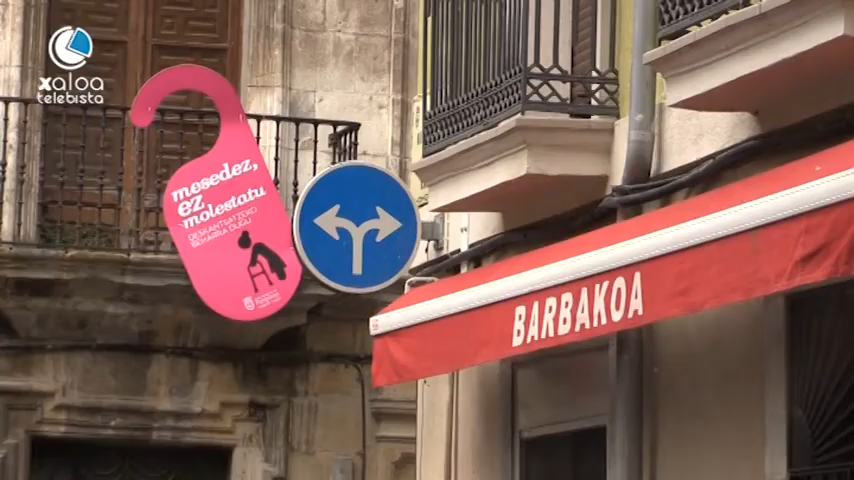 xaloa
telebista
mesedez,
ez
molestatu
DESKANTSATZEKO
BEHARRA DUGU
BARBAKOA